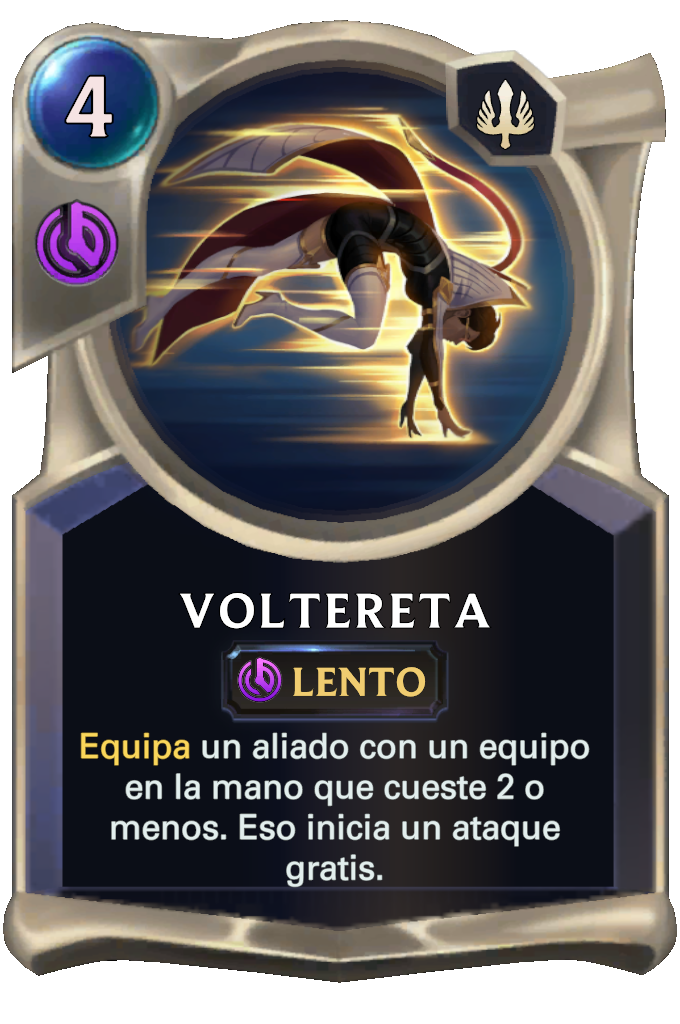 4
VOLTERETA
LENTO
Equipa un aliado con un equipo
en la mano que cueste 2 o
menos. Eso inicia un ataque
gratis.